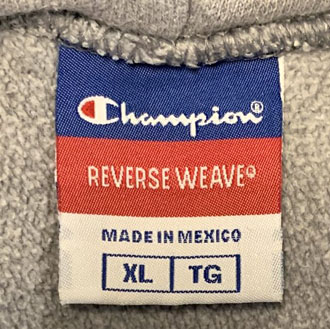 Champion®
REVERSE WEAVE®
MADE IN MEXICO
XL TG